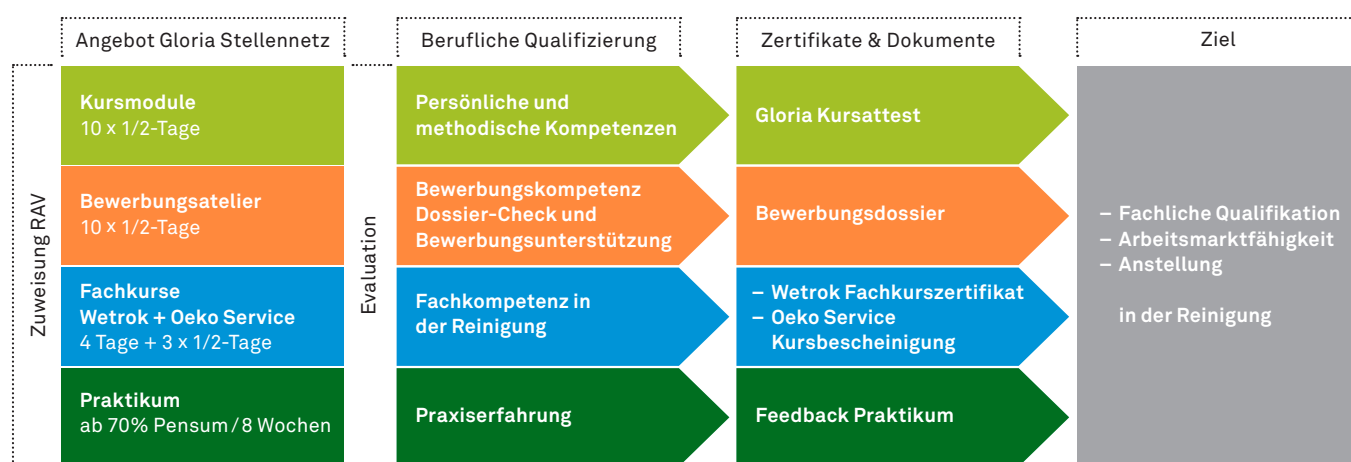 Angebot Gloria Stellennetz
Berufliche Qualifizierung
Zertifikate & Dokumente
Ziel
Zuweisung RAV
Kursmodule
10 x 1/2-Tage
Evaluation
Persönliche und
methodische Kompetenzen
Gloria Kursattest
Bewerbungsatelier
10 x 1/2-Tage
Bewerbungskompetenz
Dossier-Check und
Bewerbungsunterstützung
Bewerbungsdossier
Fachkurse
Wetrok + Oeko Service
4 Tage + 3 x 1/2-Tage
Fachkompetenz in
der Reinigung
– Wetrok Fachkurszertifikat
– Oeko Service
Kursbescheinigung
Praktikum
ab 70% Pensum / 8 Wochen
Praxiserfahrung
Feedback Praktikum
– Fachliche Qualifikation
– Arbeitsmarktfähigkeit
– Anstellung
in der Reinigung